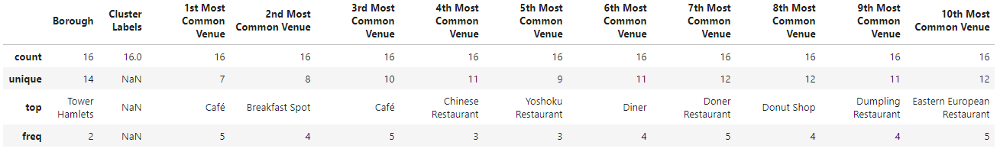 Borough Cluster Labels 1st Most Common Venue 2nd Most Common Venue 3rd Most Common Venue 4th Most Common Venue 5th Most Common Venue 6th Most Common Venue 7th Most Common Venue 8th Most Common Venue 9th Most Common Venue 10th Most Common Venue
count 16 16.0 16 16 16 16 16 16 16 16 16 16
unique 14 NaN 7 8 10 11 9 11 12 12 11 12
top Tower Hamlets NaN Café Breakfast Spot Café Chinese Restaurant Yoshoku Restaurant Diner Doner Restaurant Donut Shop Dumpling Restaurant Eastern European Restaurant
freq 2 NaN 5 4 5 3 3 4 5 4 4 5